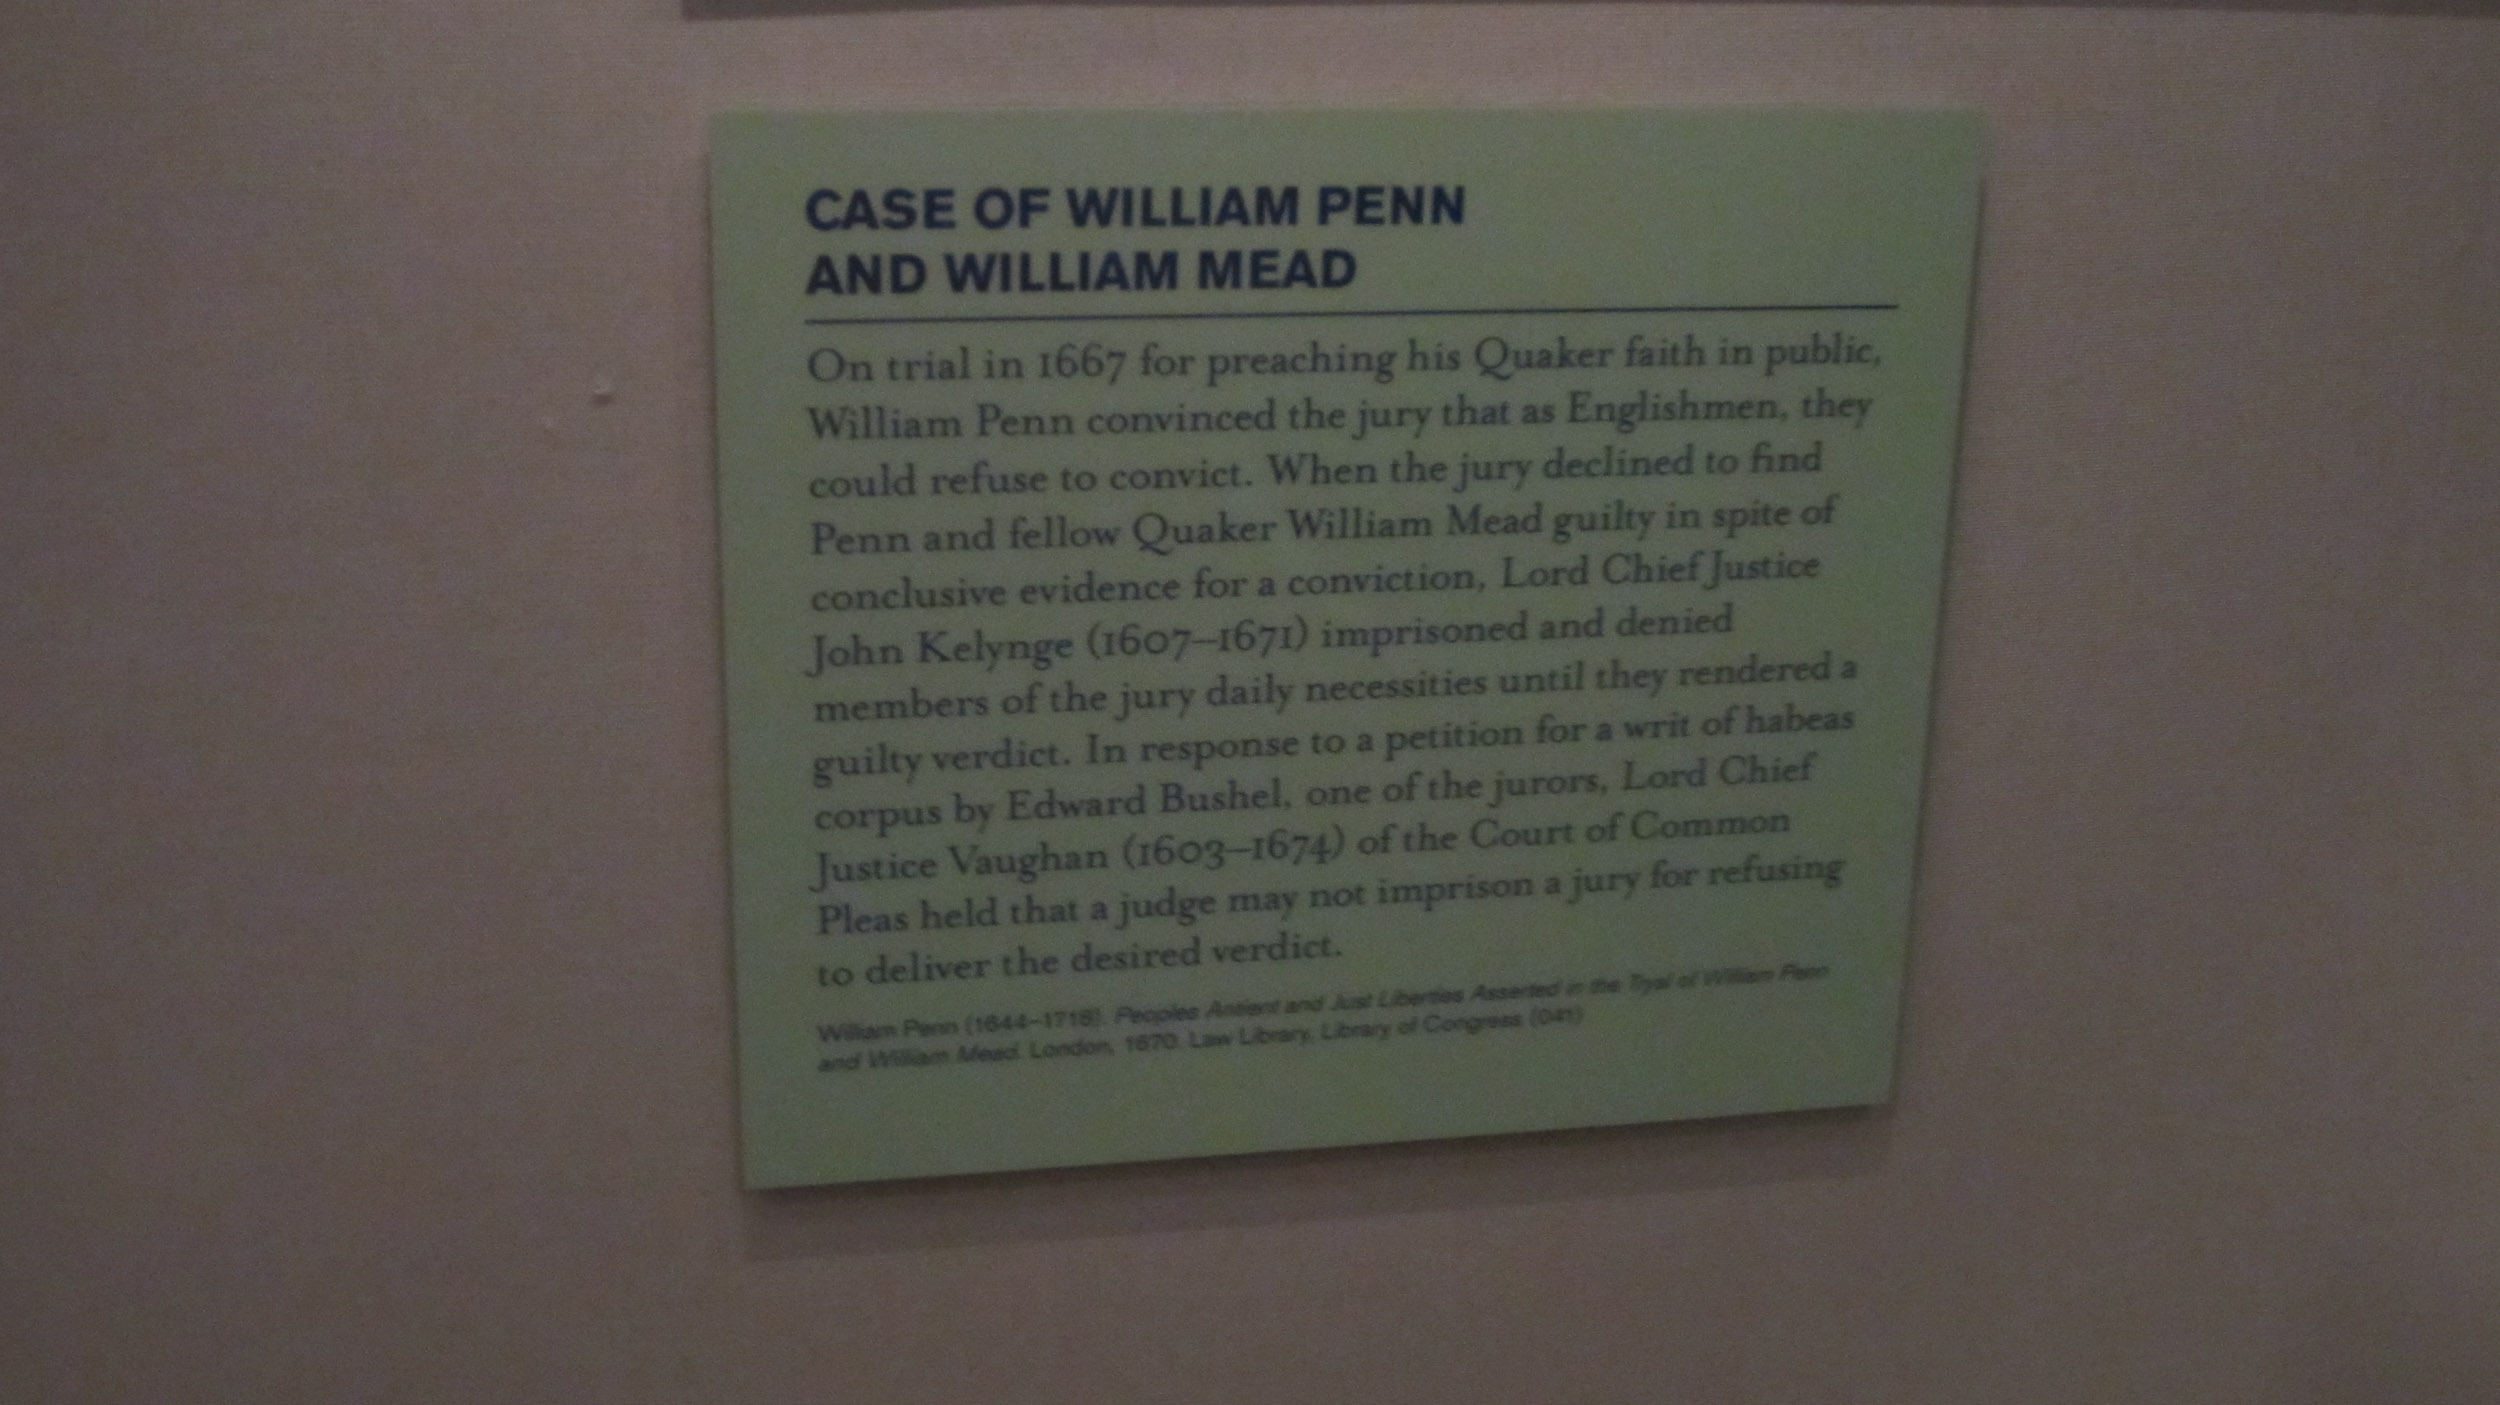 CASE OF WILLIAM PENN
AND WILLIAM MEAD
On trial in 1667 for preaching his Quaker faith in public,
William Penn convinced the jury that as Englishmen, they
could refuse to convict. When the jury declined to find
Penn and fellow Quaker William Mead guilty in spite of
conclusive evidence for a conviction, Lord Chief Justice
John Kelynge (1607–1671) imprisoned and denied
members of the jury daily necessities until they rendered a
guilty verdict. In response to a petition for a writ of habeas
corpus by Edward Bushel, one of the jurors, Lord Chief
Justice Vaughan (1603–1674) of the Court of Common
Pleas held that a judge may not imprison a jury for refusing
to deliver the desired verdict.
William Penn (1644–1718). Peoples Antient and Just Liberties Asserted in the Tryal of William Penn
and William Mead. London, 1670. Law Library, Library of Congress (041)